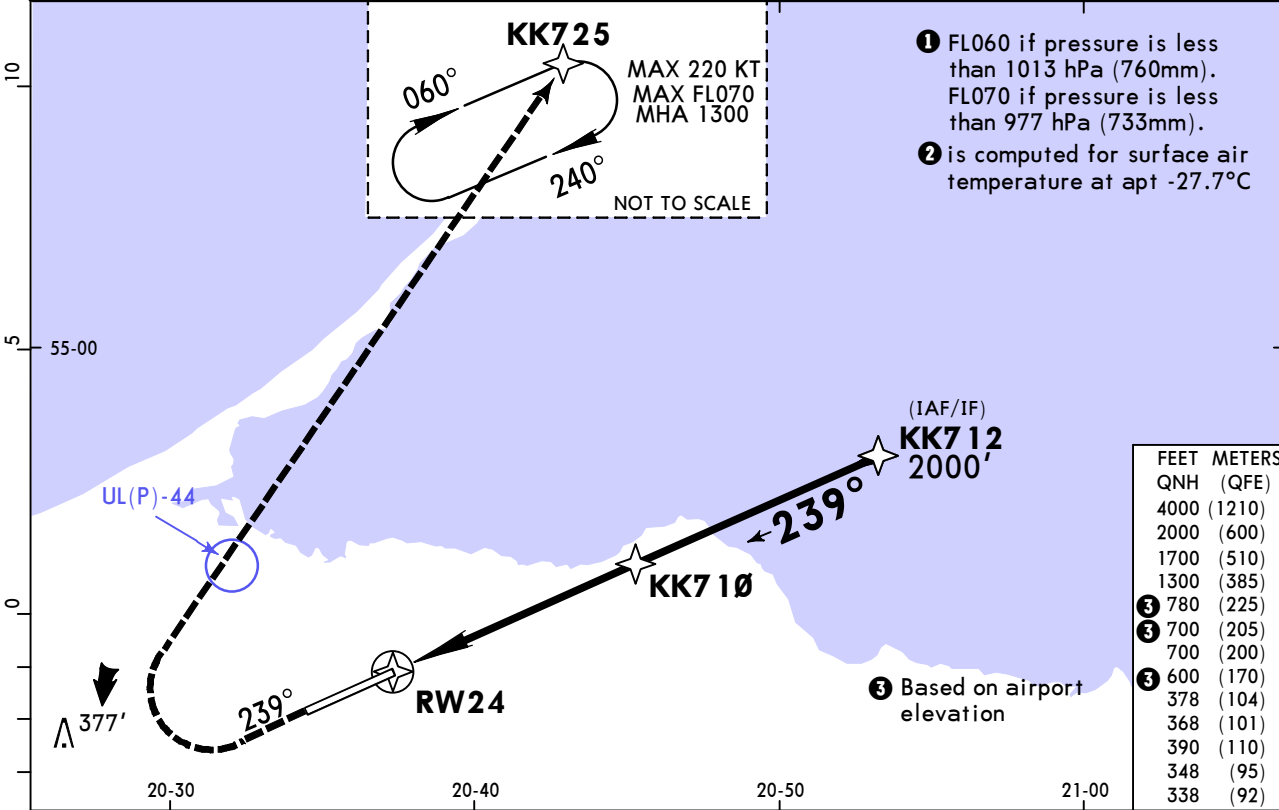 KK725
060°
MAX 220 KT
MAX FL070
MHA 1300
240°
NOT TO SCALE
❶ FL060 if pressure is less
than 1013 hPa (760mm).
FL070 if pressure is less
than 977 hPa (733mm).
❷ is computed for surface air
temperature at apt -27.7°C
10
5
55-00
0
UL(P)-44
(IAF/IF)
KK712
2000'
239°
KK710
RW24
239°
377'
❸ Based on airport
elevation
FEET METERS
QNH (QFE)
4000 (1210)
2000 (600)
1700 (510)
1300 (385)
❸ 780 (225)
❸ 700 (205)
700 (200)
❸ 600 (170)
378 (104)
368 (101)
390 (110)
348 (95)
338 (92)
20-30
20-40
20-50
21-00